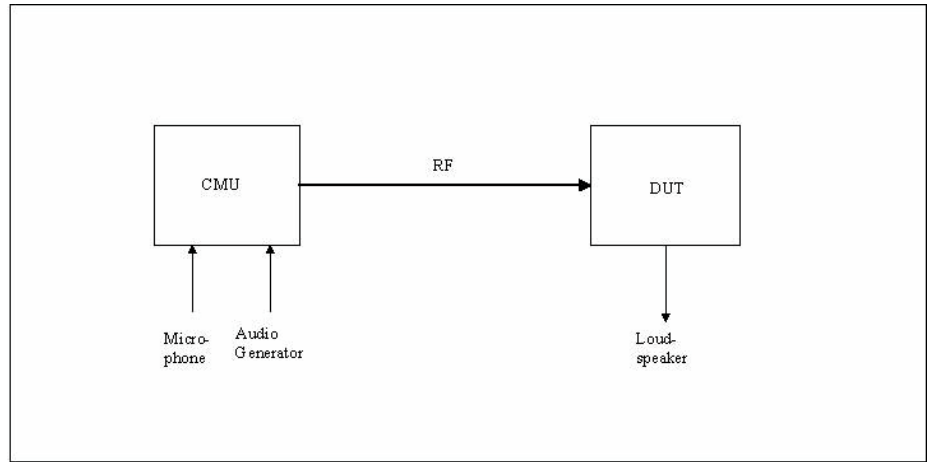 RF
CMU
DUT
Micro-
phone
Audio
Generator
Loud-
speaker